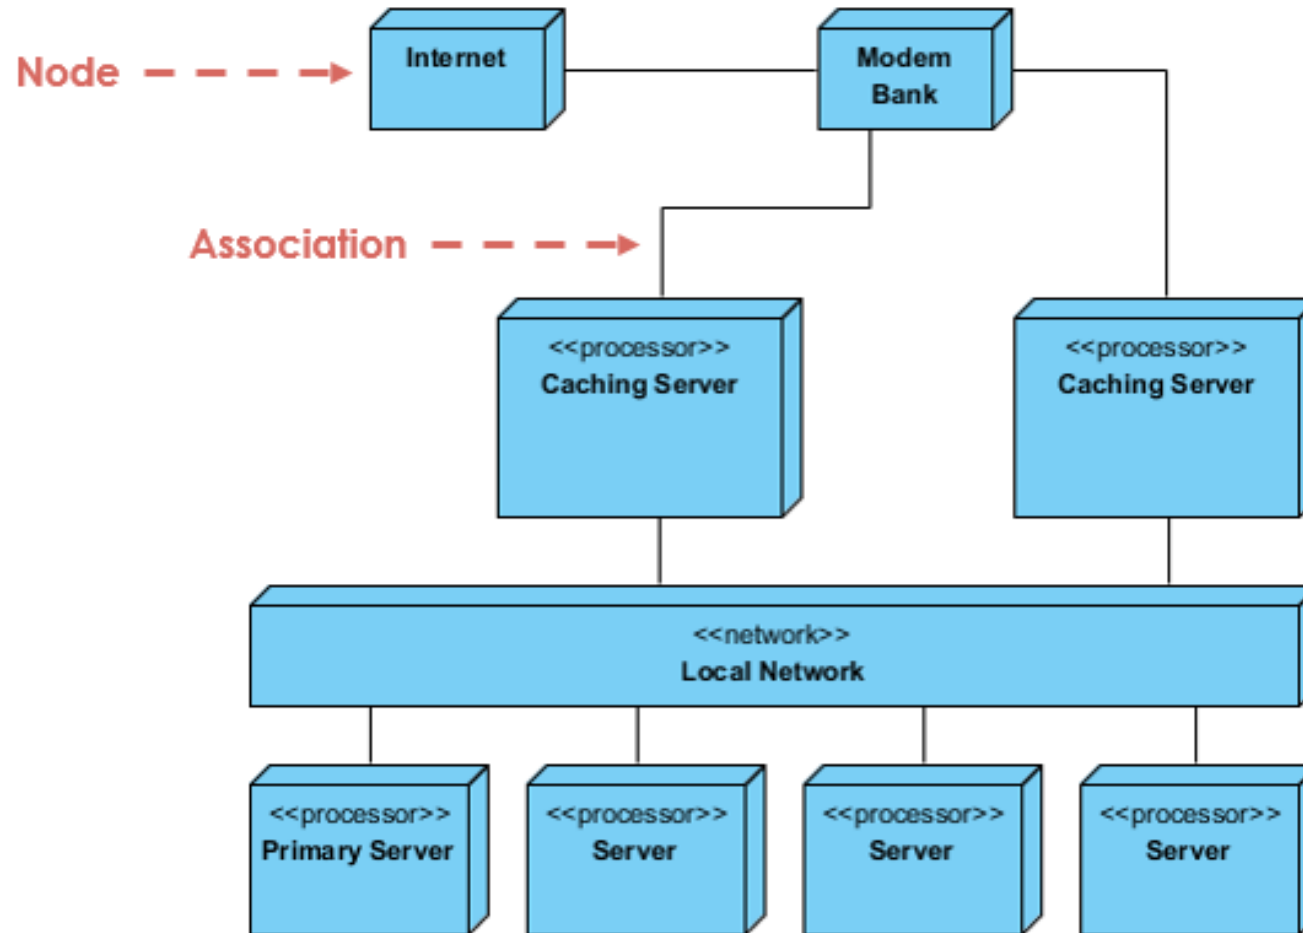 Internet
Modem
Bank
Node
Association
<<processor>>
Caching Server
<<processor>>
Caching Server
<<network>>
Local Network
<<processor>>
Primary Server
<<processor>>
Server
<<processor>>
Server
<<processor>>
Server